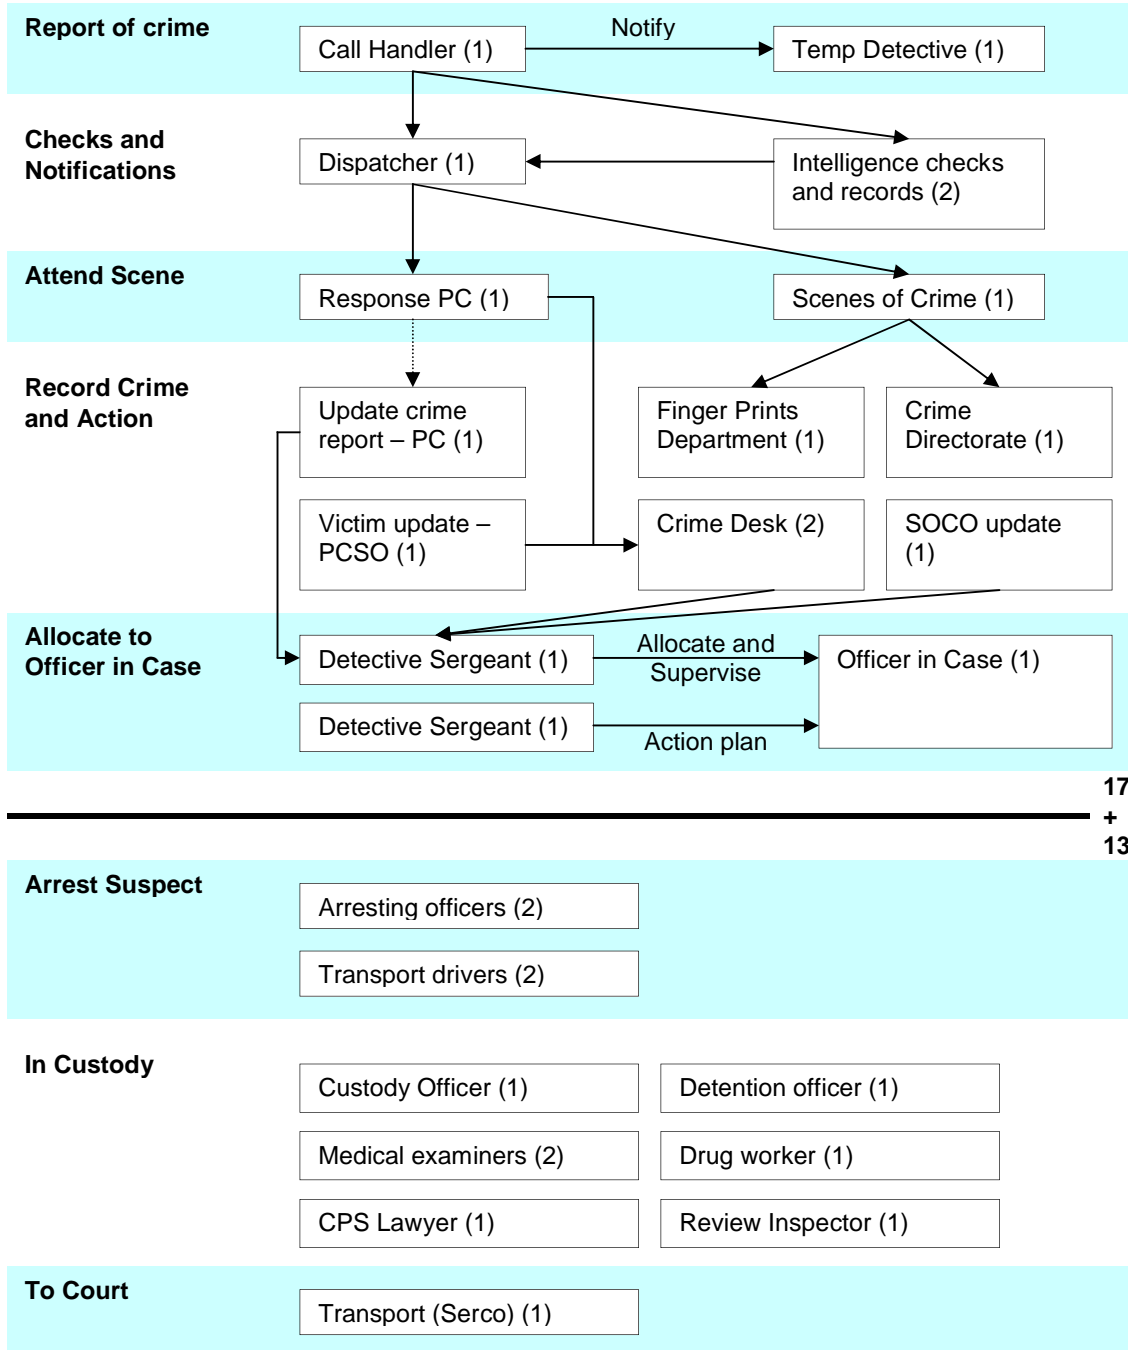 Report of crime
Notify
Call Handler (1)
Temp Detective (1)
Checks and
Notifications
Dispatcher (1)
Intelligence checks
and records (2)
Attend Scene
Response PC (1)
Scenes of Crime (1)
Record Crime
and Action
Update crime
report – PC (1)
Finger Prints
Department (1)
Crime
Directorate (1)
Victim update –
PCSO (1)
Crime Desk (2)
SOCO update
(1)
Allocate to
Officer in Case
Detective Sergeant (1)
Allocate and
Supervise
Officer in Case (1)
Detective Sergeant (1)
Action plan
17
+
13
Arrest Suspect
Arresting officers (2)
Transport drivers (2)
In Custody
Custody Officer (1)
Detention officer (1)
Medical examiners (2)
Drug worker (1)
CPS Lawyer (1)
Review Inspector (1)
To Court
Transport (Serco) (1)